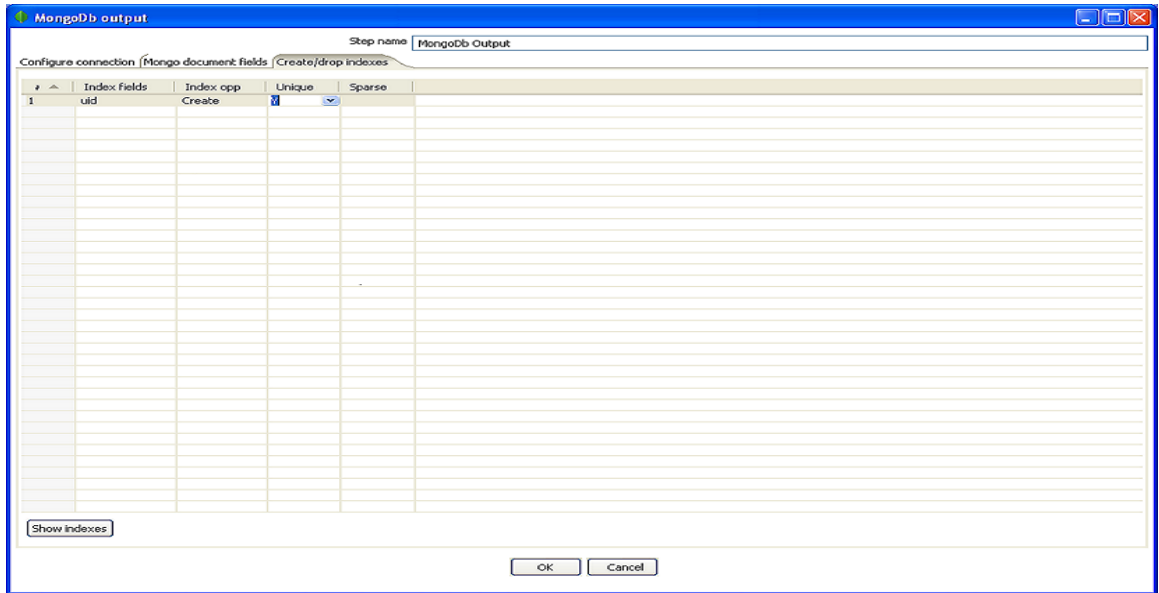 MongoDb output
Step name MongoDb Output
Configure connection Mongo document fields Create/drop indexes
# Index fields Index opp Unique Sparse
1 uid Create Y
Show indexes
OK Cancel